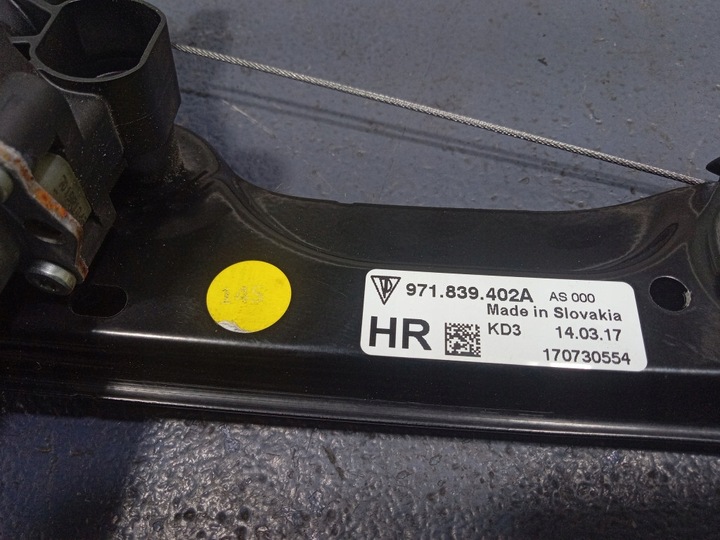 971.839.402A AS 000
Made in Slovakia
HR KD3 14.03.17
170730554